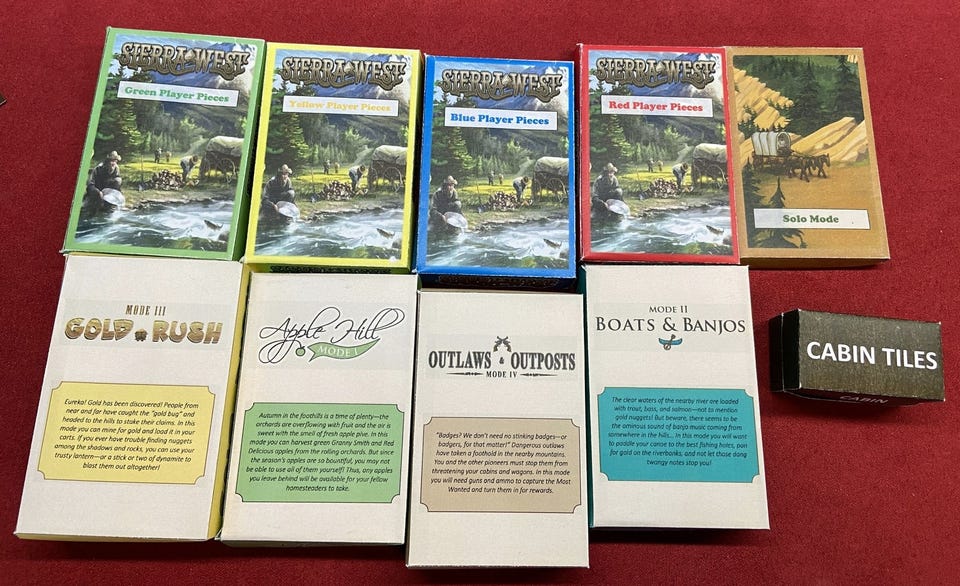 SIERRA WEST
Green Player Pieces
SIERRA WEST
Yellow Player Pieces
SIERRA WEST
Blue Player Pieces
SIERRA WEST
Red Player Pieces
Solo Mode
MODE III
GOLD RUSH
Eureka! Gold has been discovered! People from
near and far have caught the "gold bug" and
headed to the hills to stake their claims. In this
mode you can mine for gold and load it in your
carts. If you ever have trouble finding nuggets
among the shadows and rocks, you can use your
trusty lantern—or a stick or two of dynamite to
blast them out altogether!
Apple Hill
MODE I
Autumn in the foothills is a time of plenty—the
orchards are overflowing with fruit and the air is
sweet with the smell of fresh apple pie. In this
mode you can harvest green Granny Smith and Red
Delicious apples from the rolling orchards. But since
the season's apples are so bountiful, you may not
be able to use all of them yourself! Thus, any apples
you leave behind will be available for your fellow
homesteaders to take.
OUTLAWS & OUTPOSTS
MODE IV
"Badges? We don't need no stinking badges—or
badgers, for that matter!" Dangerous outlaws
have taken a foothold in the nearby mountains.
You and the other pioneers must stop them from
threatening your cabins and wagons. In this mode
you will need guns and ammo to capture the Most
Wanted and turn them in for rewards.
MODE II
BOATS & BANJOS
The clear waters of the nearby river are loaded
with trout, bass, and salmon—not to mention
gold nuggets! But beware, there seems to be
the ominous sound of banjo music coming from
somewhere in the hills... In this mode you will want
to paddle your canoe to the best fishing holes, pan
for gold on the riverbanks, and not let those dang
twangy notes stop you!
CABIN TILES
CABIN